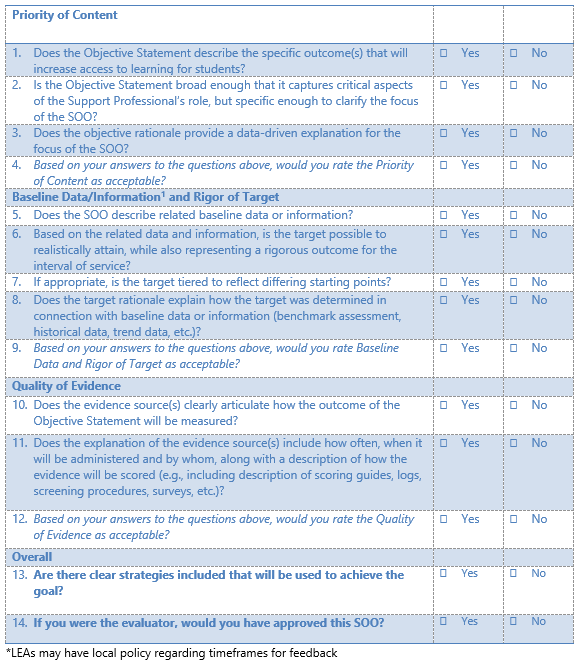 Priority of Content
1. Does the Objective Statement describe the specific outcome(s) that will □ Yes □ No
increase access to learning for students?
2. Is the Objective Statement broad enough that it captures critical aspects □ Yes □ No
of the Support Professional's role, but specific enough to clarify the focus
of the SOO?
3. Does the objective rationale provide a data-driven explanation for the □ Yes □ No
focus of the SOO?
4. Based on your answers to the questions above, would you rate the Priority □ Yes □ No
of Content as acceptable?
Baseline Data/Information¹ and Rigor of Target
5. Does the SOO describe related baseline data or information? □ Yes □ No
6. Based on the related data and information, is the target possible to □ Yes □ No
realistically attain, while also representing a rigorous outcome for the
interval of service?
7. If appropriate, is the target tiered to reflect differing starting points? □ Yes □ No
8. Does the target rationale explain how the target was determined in □ Yes □ No
connection with baseline data or information (benchmark assessment,
historical data, trend data, etc.)?
9. Based on your answers to the questions above, would you rate Baseline □ Yes □ No
Data and Rigor of Target as acceptable?
Quality of Evidence
10. Does the evidence source(s) clearly articulate how the outcome of the □ Yes □ No
Objective Statement will be measured?
11. Does the explanation of the evidence source(s) include how often, when it □ Yes □ No
will be administered and by whom, along with a description of how the
evidence will be scored (e.g., including description of scoring guides, logs,
screening procedures, surveys, etc.)?
12. Based on your answers to the questions above, would you rate the Quality □ Yes □ No
of Evidence as acceptable?
Overall
13. Are there clear strategies included that will be used to achieve the □ Yes □ No
goal?
14. If you were the evaluator, would you have approved this SOO? □ Yes □ No
*LEAs may have local policy regarding timeframes for feedback